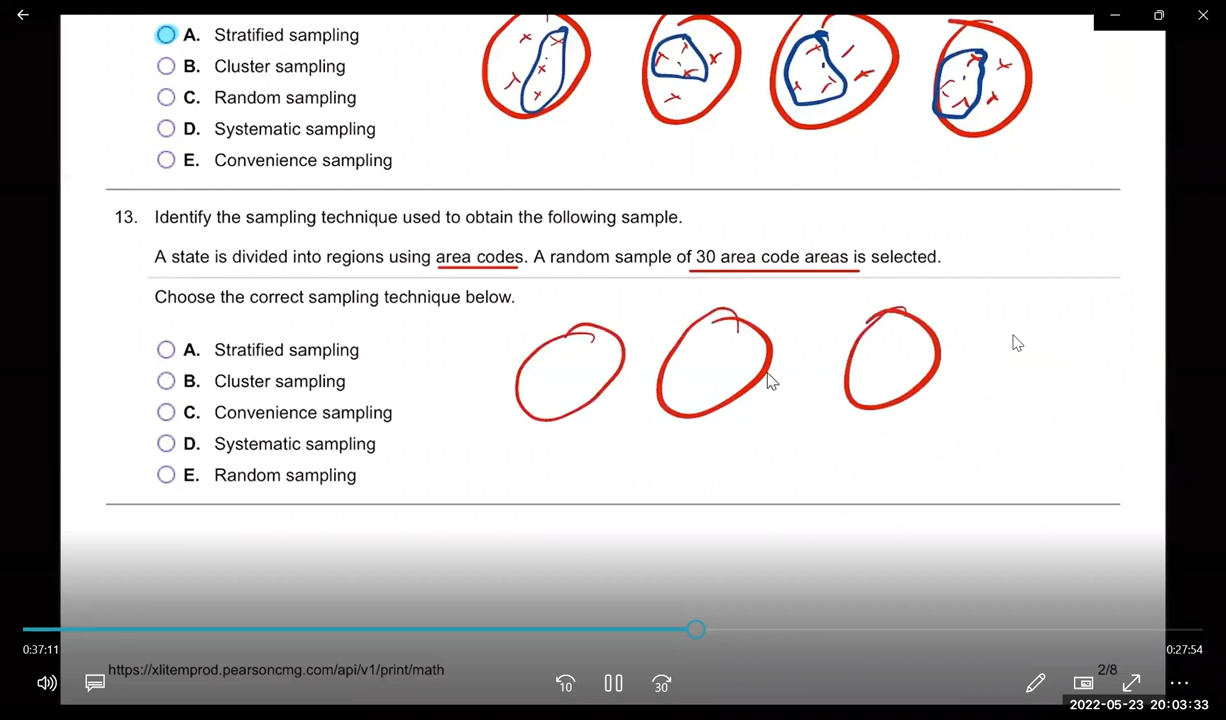 A. Stratified sampling
B. Cluster sampling
C. Random sampling
D. Systematic sampling
E. Convenience sampling
13. Identify the sampling technique used to obtain the following sample.
A state is divided into regions using area codes. A random sample of 30 area code areas is selected.
Choose the correct sampling technique below.
A. Stratified sampling
B. Cluster sampling
C. Convenience sampling
D. Systematic sampling
E. Random sampling
0:37:11
0:27:54
https://xlitemprod.pearsoncmg.com/api/v1/print/math
2/8
10
30
2022-05-23 20:03:33